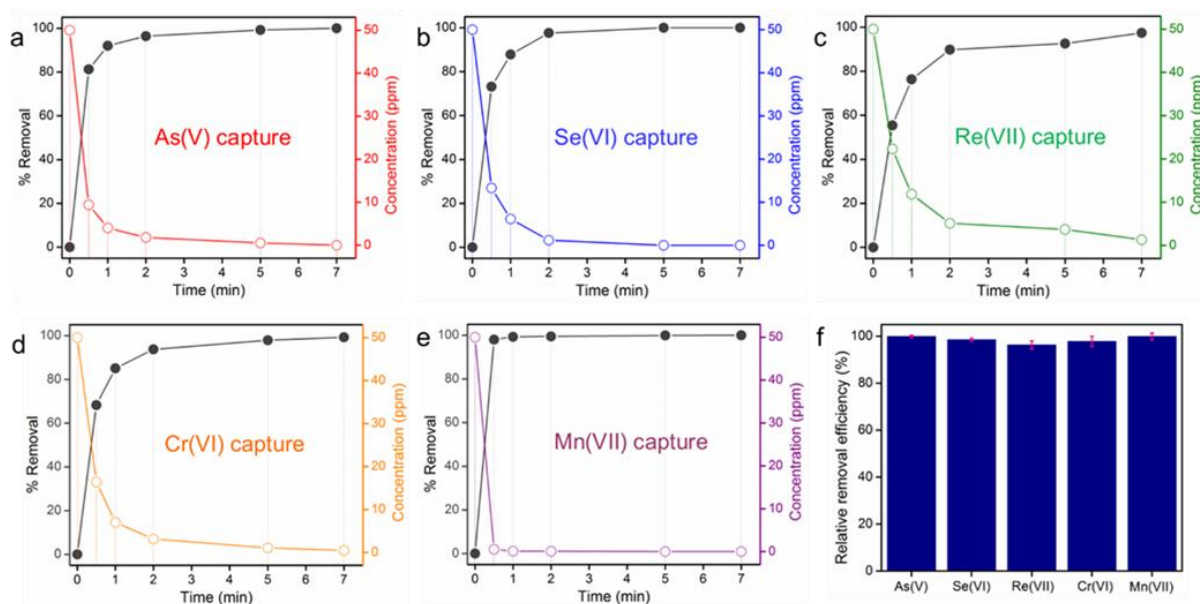 a
100
80
60
40
20
0
% Removal
As(V) capture
50
40
30
20
10
0
Concentration (ppm)
0 1 2 3 4 5 6 7
Time (min)
b
100
80
60
40
20
0
% Removal
Se(VI) capture
50
40
30
20
10
0
Concentration (ppm)
0 1 2 3 4 5 6 7
Time (min)
c
100
80
60
40
20
0
% Removal
Re(VII) capture
50
40
30
20
10
0
Concentration (ppm)
0 1 2 3 4 5 6 7
Time (min)
d
100
80
60
40
20
0
% Removal
Cr(VI) capture
50
40
30
20
10
0
Concentration (ppm)
0 1 2 3 4 5 6 7
Time (min)
e
100
80
60
40
20
0
% Removal
Mn(VII) capture
50
40
30
20
10
0
Concentration (ppm)
0 1 2 3 4 5 6 7
Time (min)
f
100
80
60
40
20
0
Relative removal efficiency (%)
As(V) Se(VI) Re(VII) Cr(VI) Mn(VII)